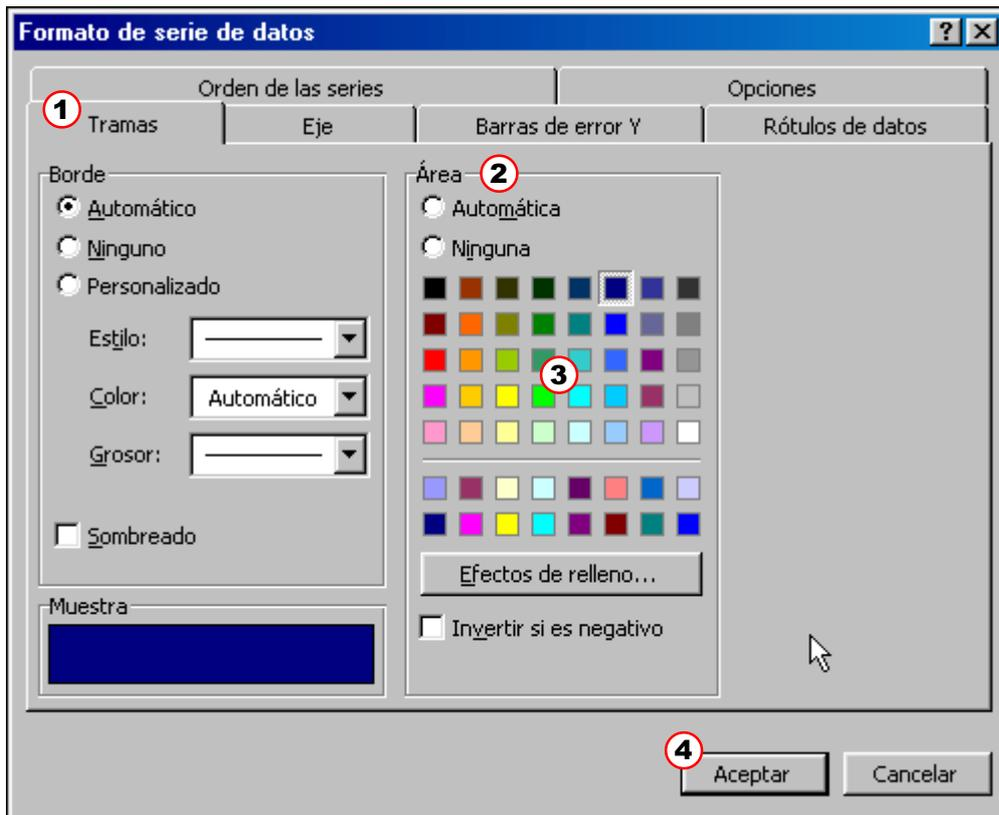 Formato de serie de datos
Orden de las series
Opciones
1
Tramas
Eje
Barras de error Y
Rótulos de datos
Borde
Automático
Ninguno
Personalizado
Estilo:
Color:
Automático
Grosor:
Sombreado
Muestra
Área
2
Automática
Ninguna
3
Efectos de relleno...
Invertir si es negativo
4
Aceptar
Cancelar